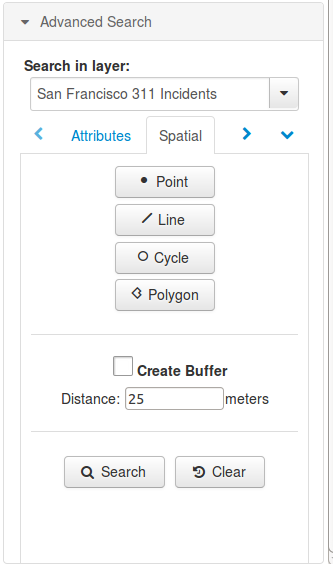 Advanced Search
Search in layer:
San Francisco 311 Incidents
Attributes Spatial
Point
Line
Cycle
Polygon
Create Buffer
Distance: 25 meters
Search Clear